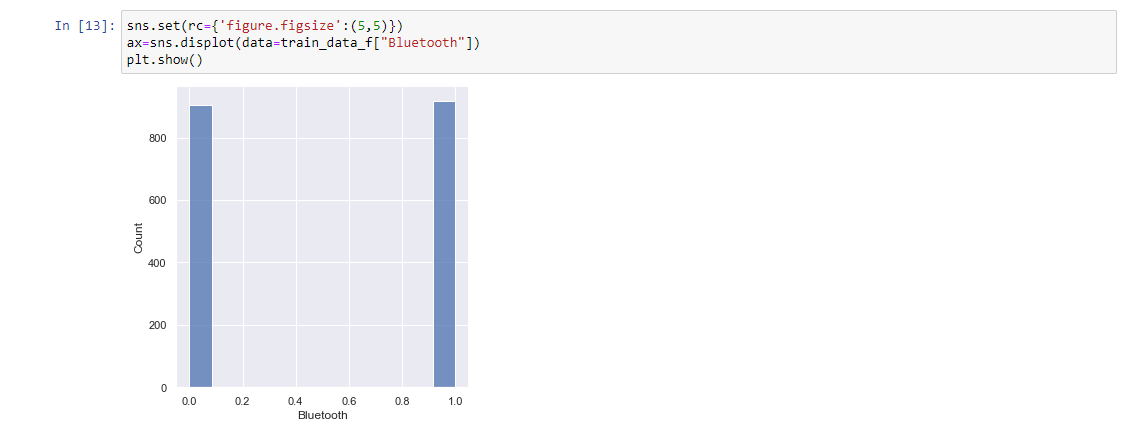 In [13]: sns.set(rc={'figure.figsize':(5,5)})
ax=sns.displot(data=train_data_f["Bluetooth"])
plt.show()
800
600
400
200
0
Count
0.0 0.2 0.4 0.6 0.8 1.0
Bluetooth